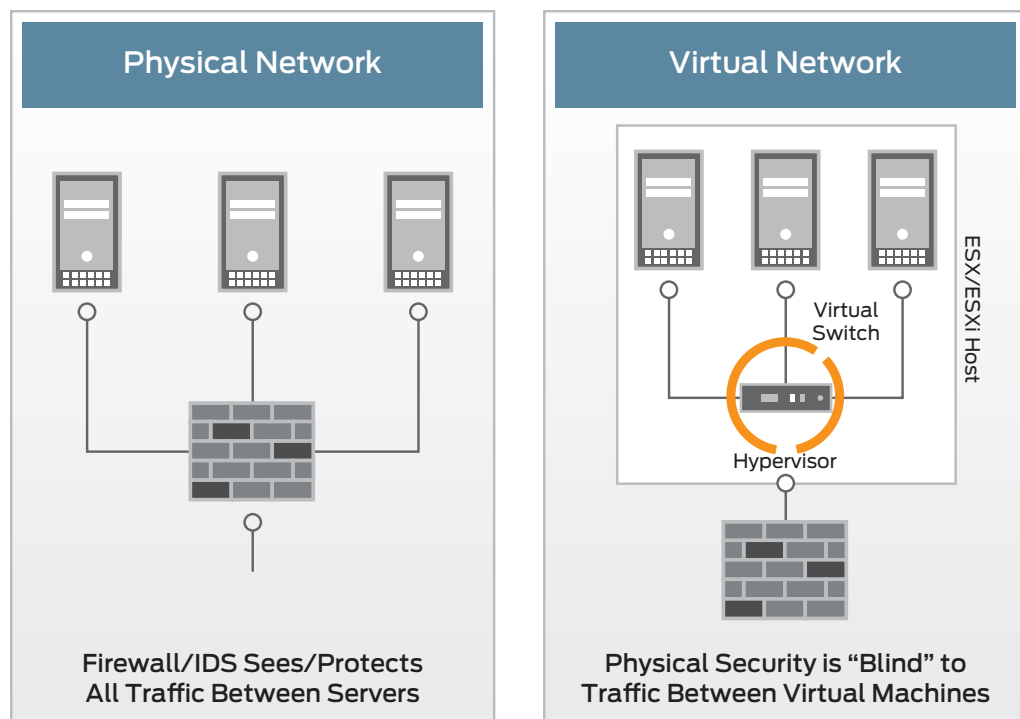 Physical Network
Firewall/IDS Sees/Protects
All Traffic Between Servers
Virtual Network
ESX/ESXi Host
Virtual
Switch
Hypervisor
Physical Security is “Blind” to
Traffic Between Virtual Machines